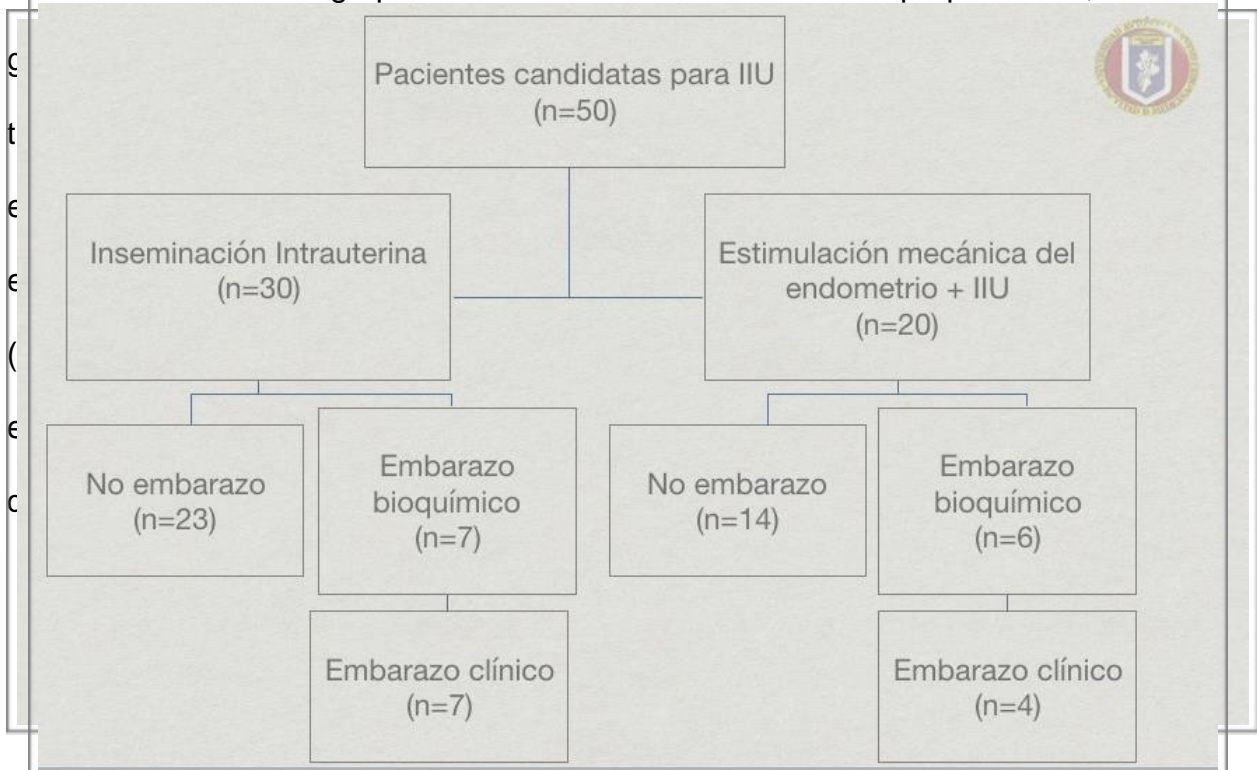 Pacientes candidatas para IIU
(n=50)
Inseminación Intrauterina
(n=30)
Estimulación mecánica del
endometrio + IIU
(n=20)
No embarazo
(n=23)
Embarazo
bioquímico
(n=7)
No embarazo
(n=14)
Embarazo
bioquímico
(n=6)
Embarazo clínico
(n=7)
Embarazo clínico
(n=4)